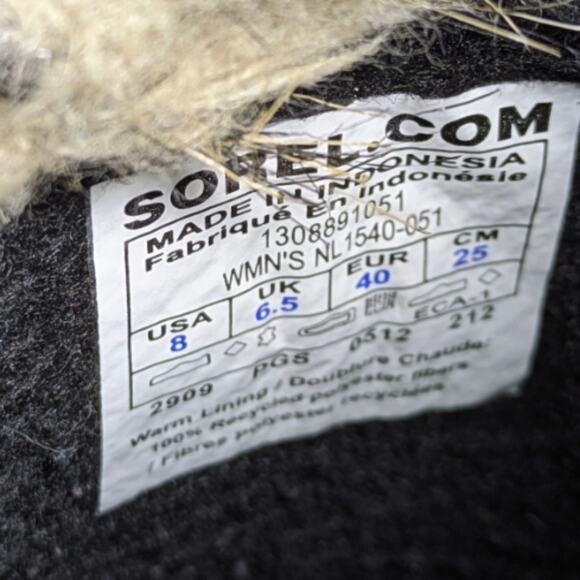 SOREL.COM
MADE IN INDONESIA
Fabriqué En Indonésie
1308891051
WMN'S NL1540-051
USA UK EUR CM
8 6.5 40 25
ECA-1
2909 PGS 0512 212
Warm Lining / Doublure Chaude:
100% Recycled polyester fibers
/ Fibres polyester recyclées